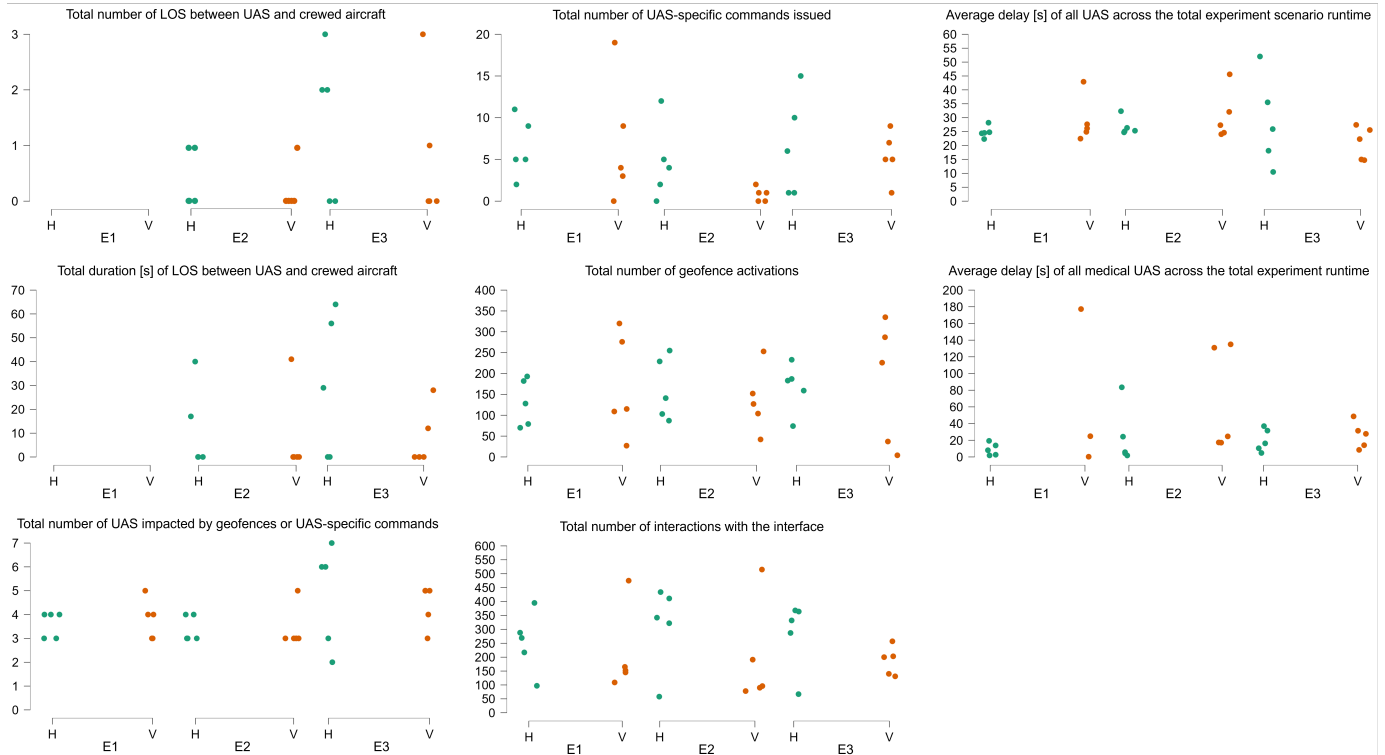 Total number of LOS between UAS and crewed aircraft
3
2
1
0
H V H V H V
E1 E2 E3
Total number of UAS-specific commands issued
20
15
10
5
0
H V H V H V
E1 E2 E3
Average delay [s] of all UAS across the total experiment scenario runtime
60
55
50
45
40
35
30
25
20
15
10
5
0
H V H V H V
E1 E2 E3
Total duration [s] of LOS between UAS and crewed aircraft
70
60
50
40
30
20
10
0
H V H V H V
E1 E2 E3
Total number of geofence activations
400
350
300
250
200
150
100
50
0
H V H V H V
E1 E2 E3
Average delay [s] of all medical UAS across the total experiment runtime
200
180
160
140
120
100
80
60
40
20
0
H V H V H V
E1 E2 E3
Total number of UAS impacted by geofences or UAS-specific commands
7
6
5
4
3
2
1
0
H V H V H V
E1 E2 E3
Total number of interactions with the interface
600
550
500
450
400
350
300
250
200
150
100
50
0
H V H V H V
E1 E2 E3